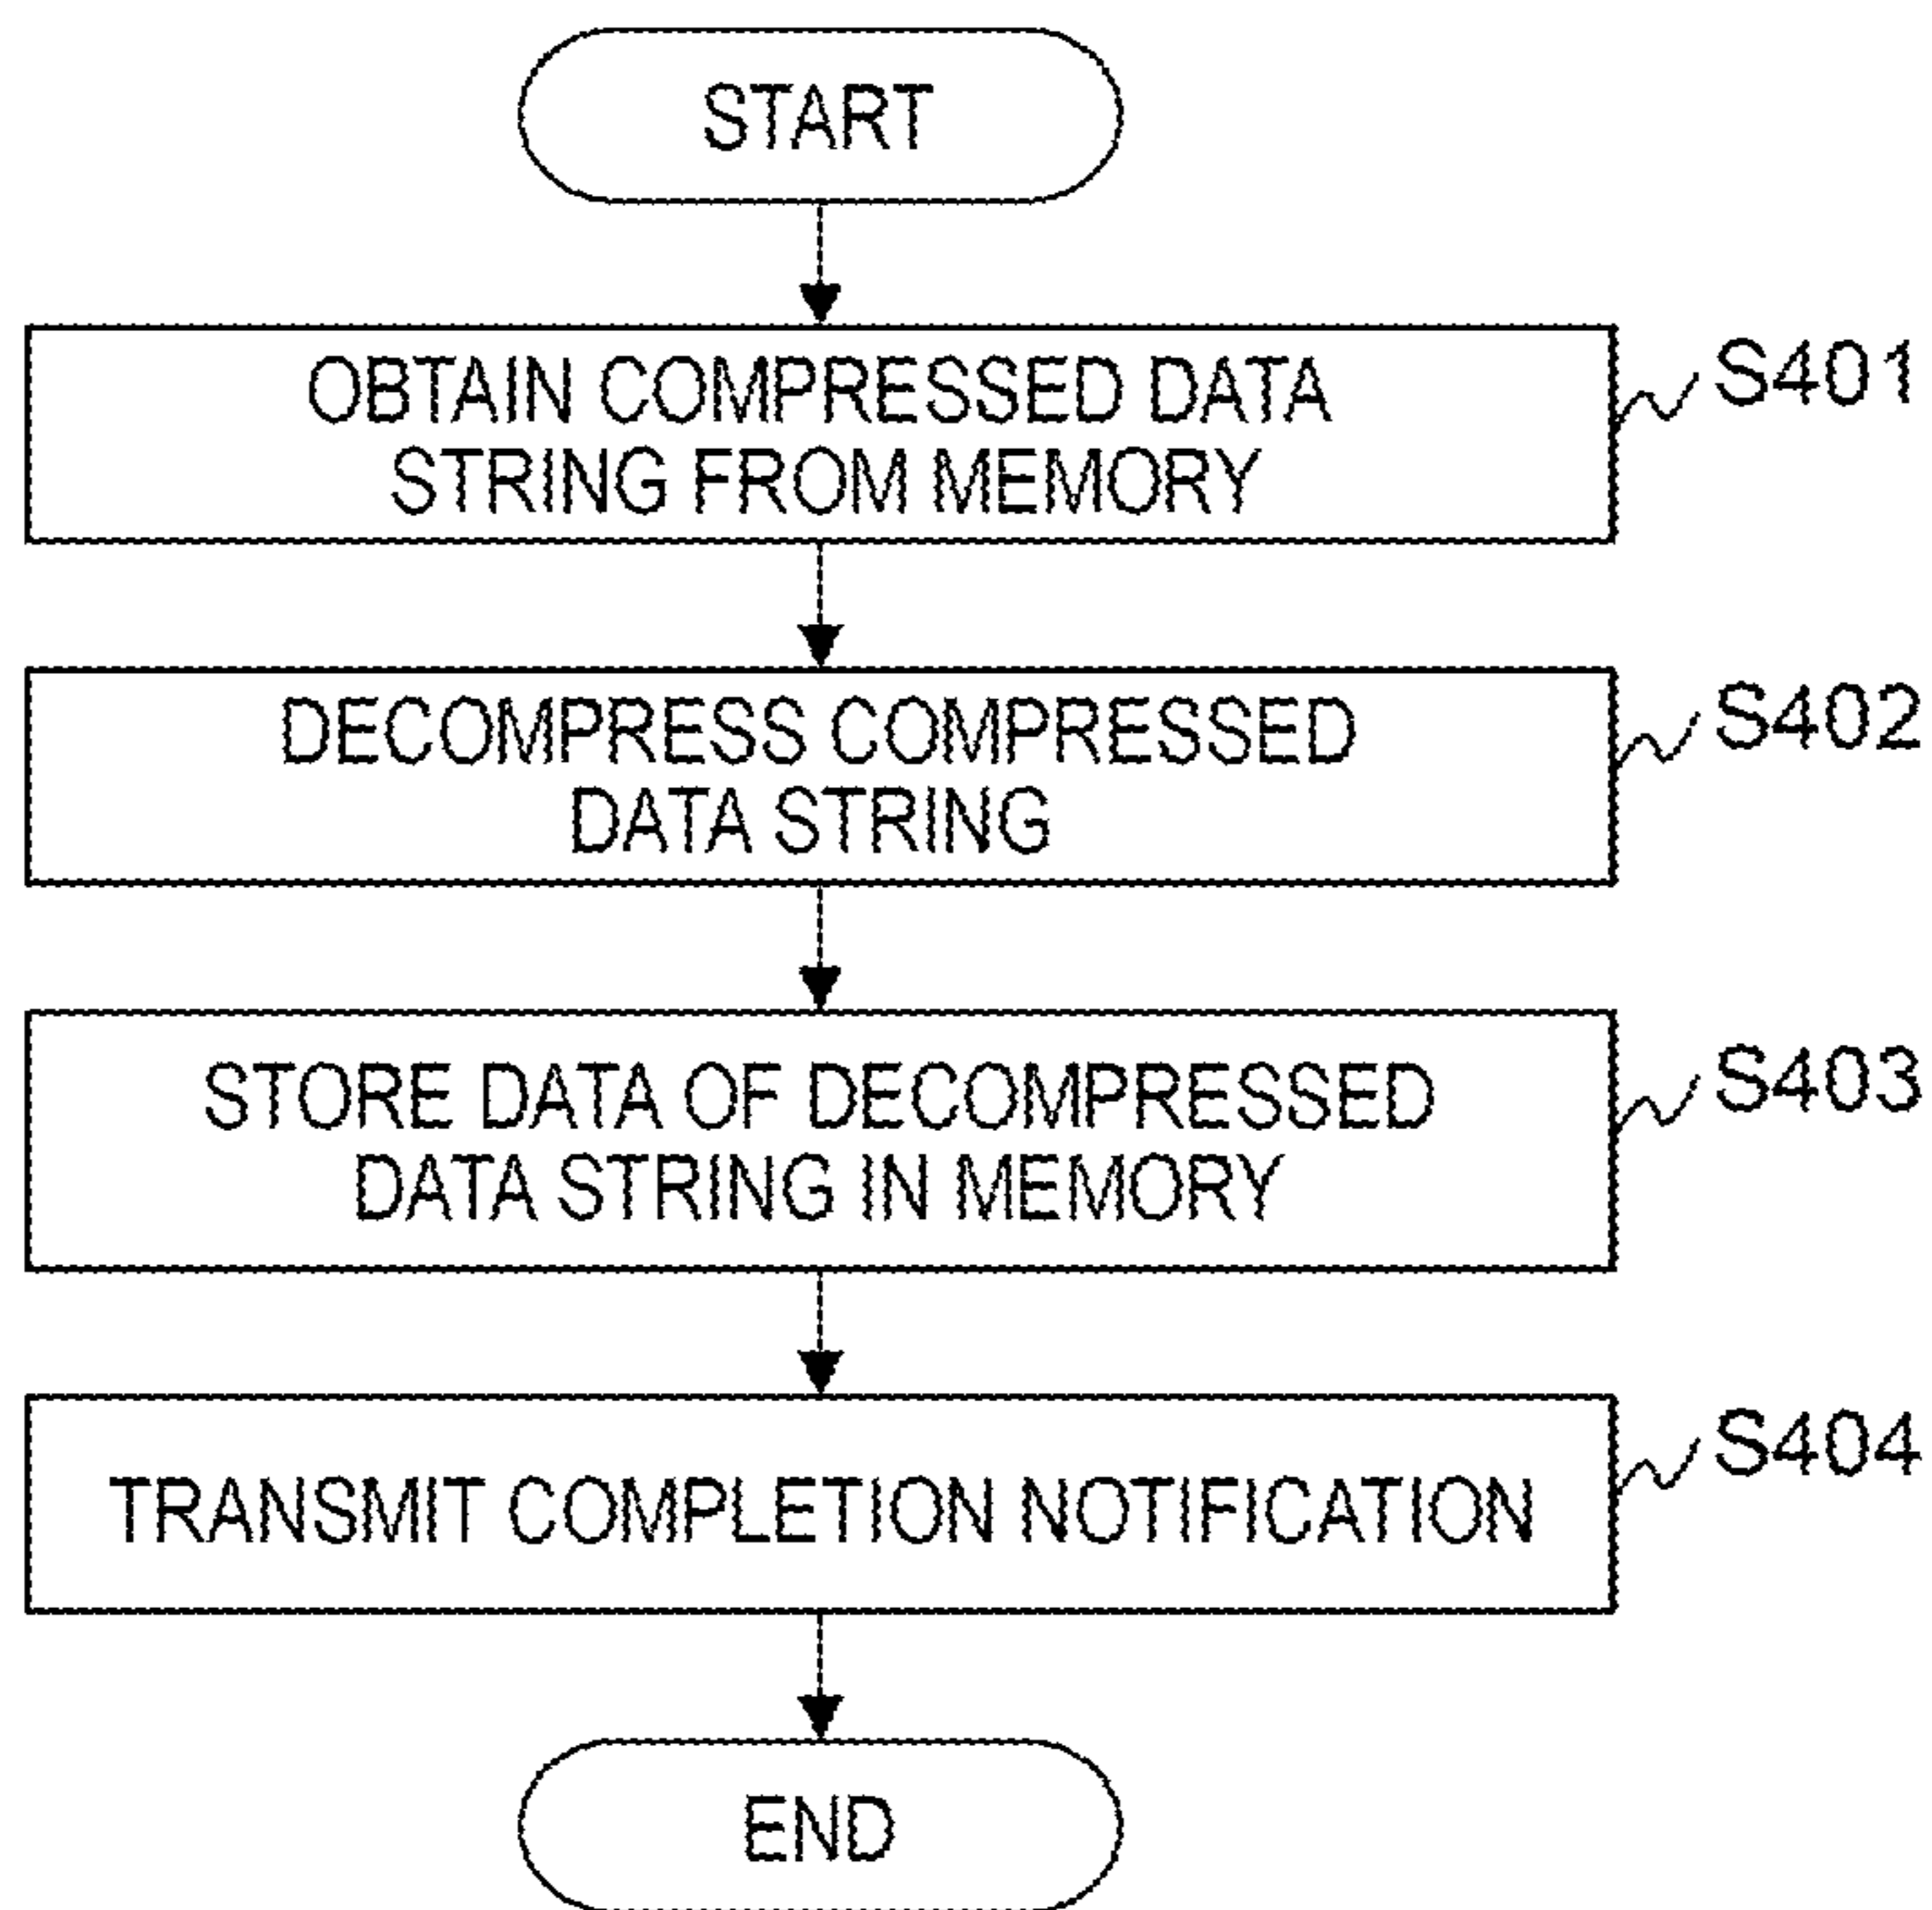 START
OBTAIN COMPRESSED DATA
STRING FROM MEMORY
S401
DECOMPRESS COMPRESSED
DATA STRING
S402
STORE DATA OF DECOMPRESSED
DATA STRING IN MEMORY
S403
TRANSMIT COMPLETION NOTIFICATION
S404
END